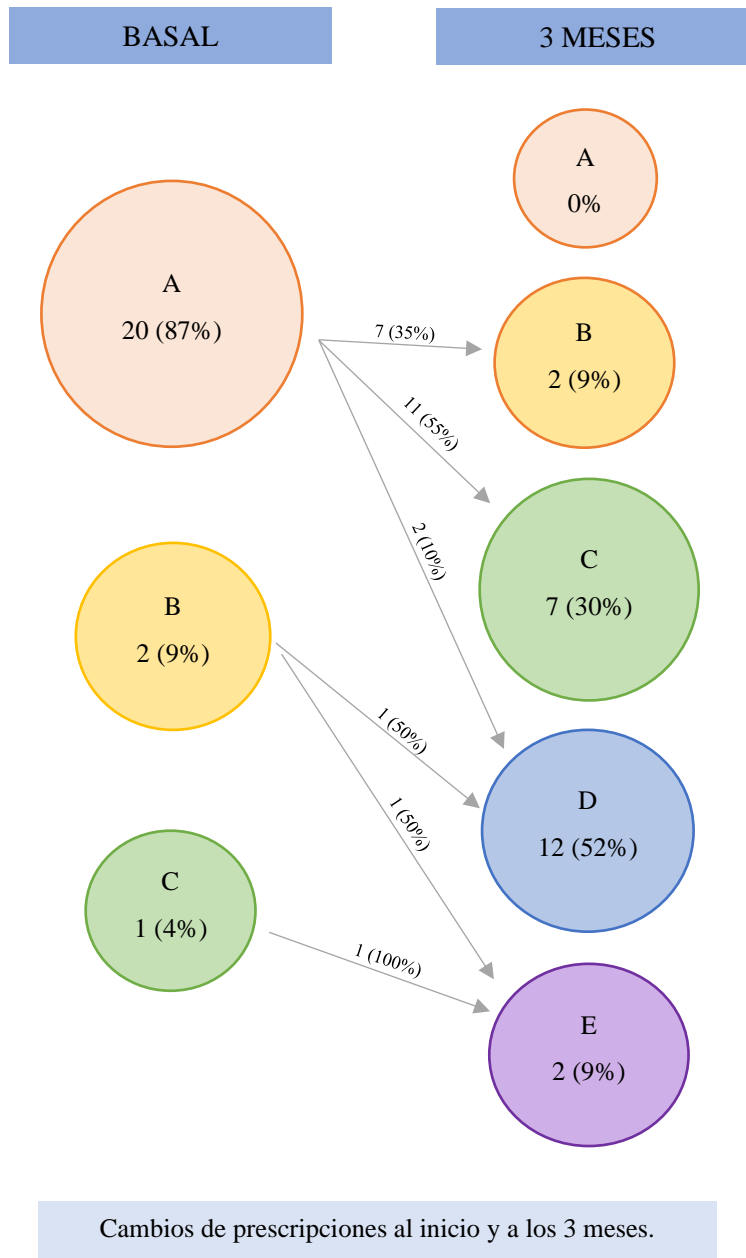 BASAL
3 MESES
A
20 (87%)
B
2 (9%)
C
1 (4%)
7 (35%)
11 (55%)
2 (10%)
1 (50%)
1 (50%)
1 (100%)
A
0%
B
2 (9%)
C
7 (30%)
D
12 (52%)
E
2 (9%)
Cambios de prescripciones al inicio y a los 3 meses.